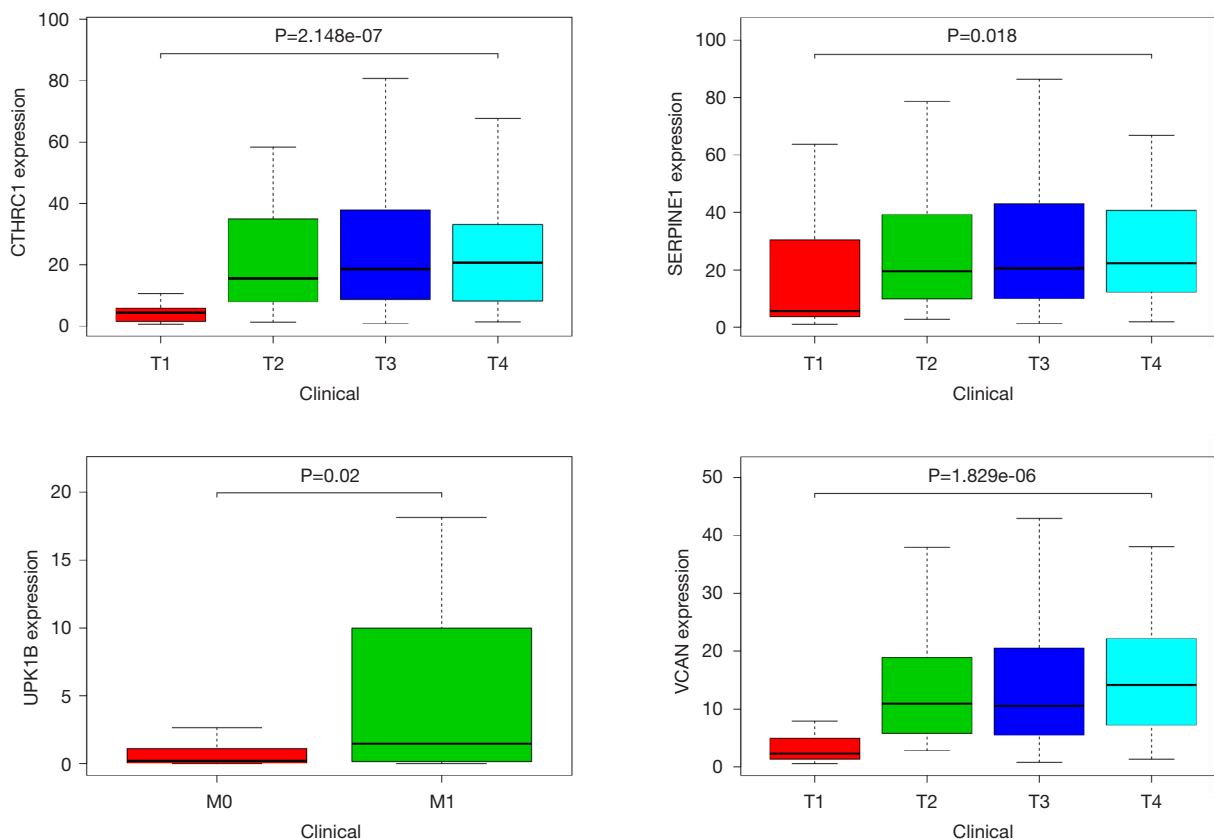 CTHRC1 expression
100
80
60
40
20
0
P=2.148e-07
T1 T2 T3 T4
Clinical
SERPINE1 expression
100
80
60
40
20
0
P=0.018
T1 T2 T3 T4
Clinical
UPK1B expression
20
15
10
5
0
P=0.02
M0 M1
Clinical
VCAN expression
50
40
30
20
10
0
P=1.829e-06
T1 T2 T3 T4
Clinical